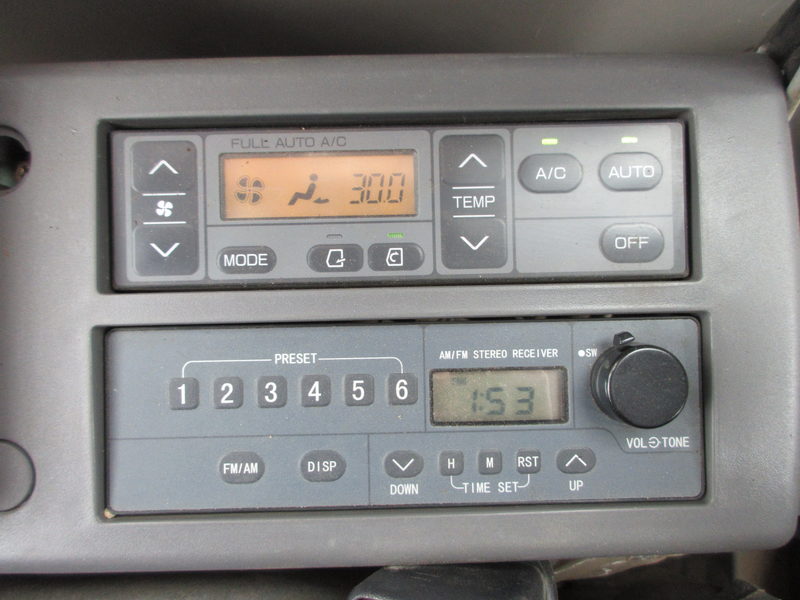 FULL AUTO A/C
30.0
TEMP
A/C
AUTO
MODE
OFF
PRESET
1 2 3 4 5 6
AM/FM STEREO RECEIVER
1:53
SW
VOL TONE
FM/AM
DISP
DOWN
H
M
RST
TIME SET
UP